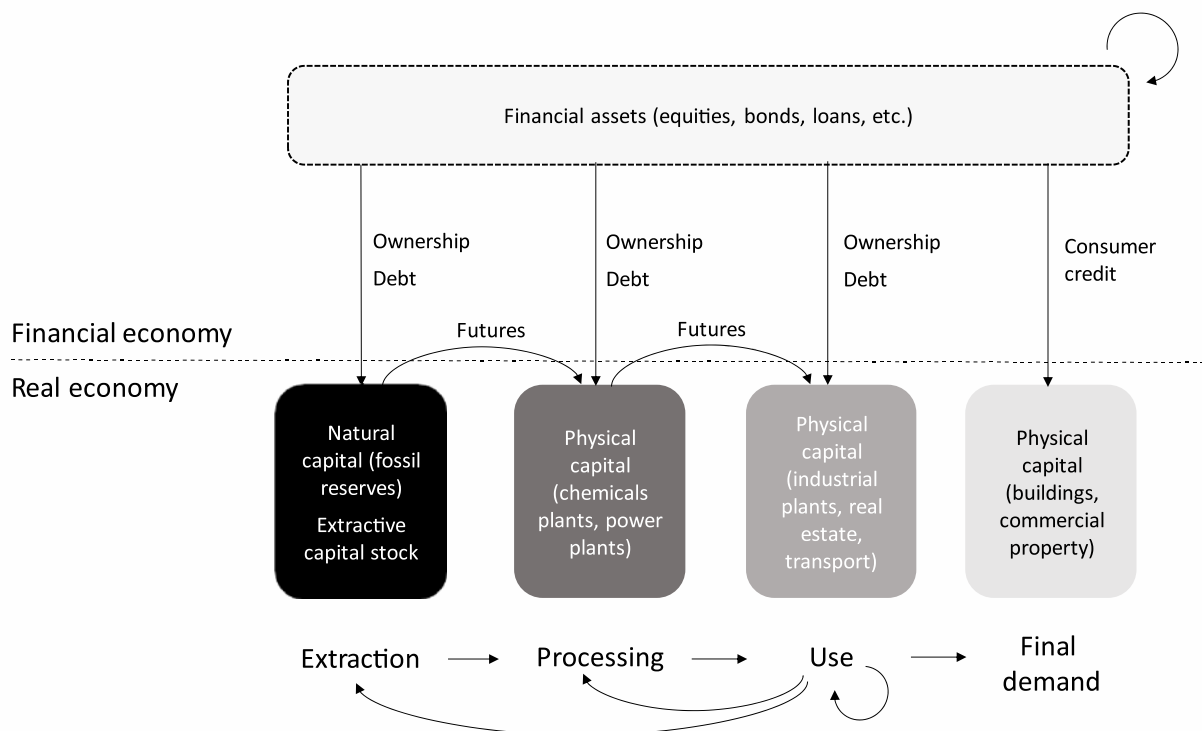 Financial assets (equities, bonds, loans, etc.)
Ownership
Debt
Ownership
Debt
Ownership
Debt
Consumer
credit
Financial economy
Futures
Futures
Real economy
Natural
capital (fossil
reserves)
Extractive
capital stock
Physical
capital
(chemicals
plants, power
plants)
Physical
capital
(industrial
plants, real
estate,
transport)
Physical
capital
(buildings,
commercial
property)
Extraction
Processing
Use
Final
demand